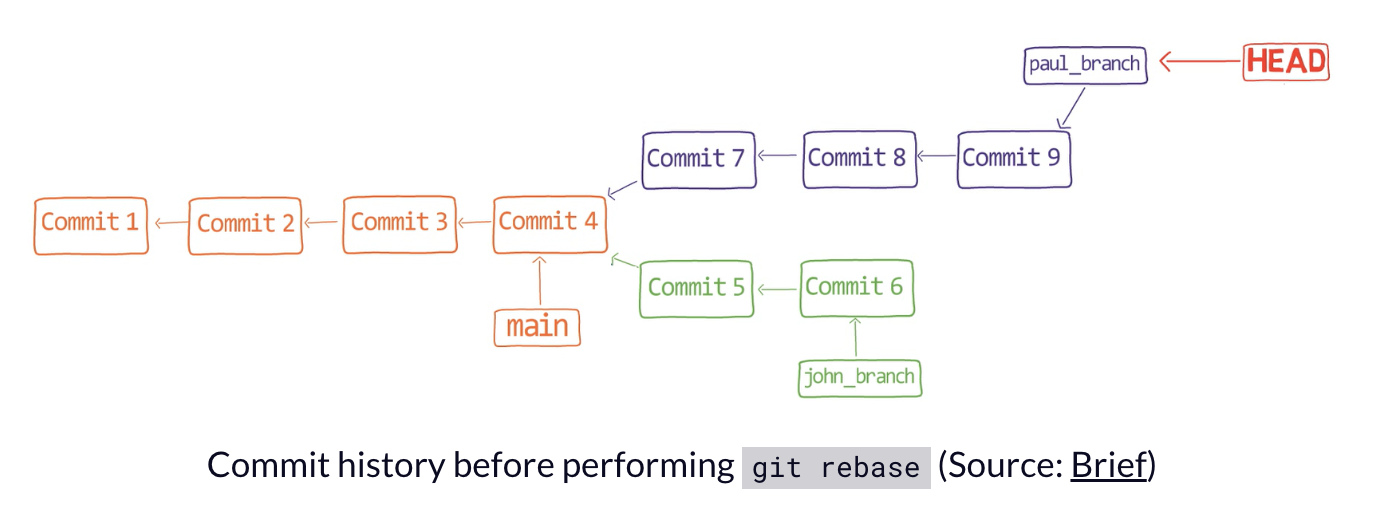 paul_branch
HEAD
Commit 7
Commit 8
Commit 9
Commit 1
Commit 2
Commit 3
Commit 4
Commit 5
Commit 6
main
john_branch
Commit history before performing git rebase (Source: Brief)